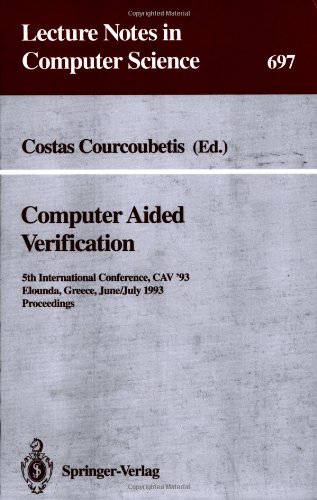 Lecture Notes in
Computer Science
697
Costas Courcoubetis (Ed.)
Computer Aided
Verification
5th International Conference, CAV '93
Elounda, Greece, June/July 1993
Proceedings
Springer-Verlag